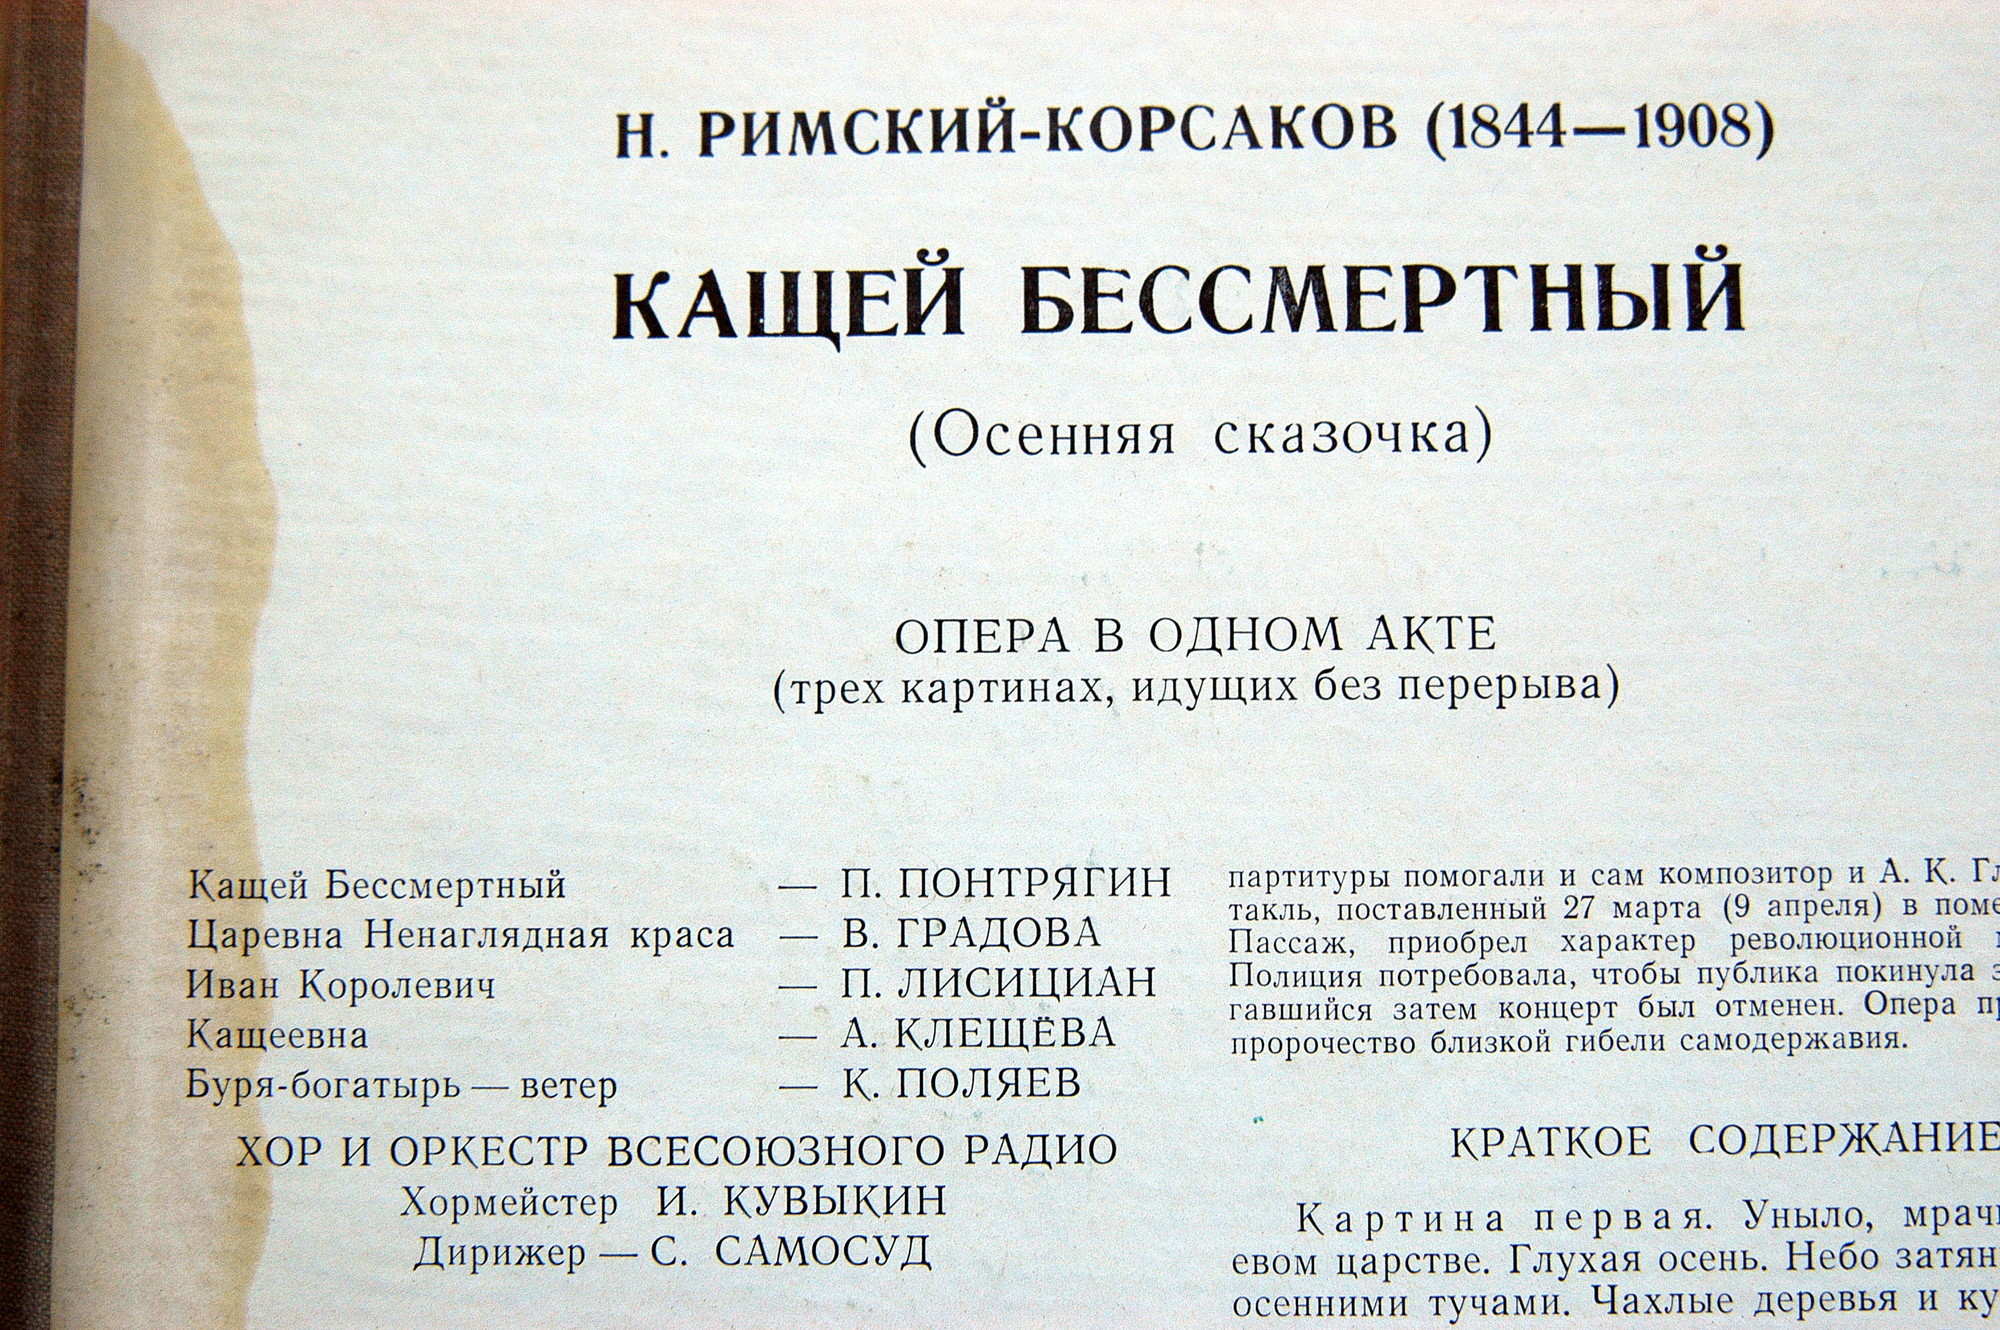 Н. РИМСКИЙ-КОРСАКОВ (1844—1908)
КАЩЕЙ БЕССМЕРТНЫЙ
(Осенняя сказочка)
ОПЕРА В ОДНОМ АКТЕ
(трех картинах, идущих без перерыва)
Кащей Бессмертный — П. ПОНТРЯГИН
Царевна Ненаглядная краса — В. ГРАДОВА
Иван Королевич — П. ЛИСИЦИАН
Кащеевна — А. КЛЕЩЁВА
Буря-богатырь — ветер — К. ПОЛЯЕВ
ХОР И ОРКЕСТР ВСЕСОЮЗНОГО РАДИО
Хормейстер И. КУВЫКИН
Дирижер — С. САМОСУД
партитуры помогали и сам композитор и А. К.
такль, поставленный 27 марта (9 апреля) в
Пассаж, приобрел характер революционной
Полиция потребовала, чтобы публика покинула
гавшийся затем концерт был отменен. Опера
пророчество близкой гибели самодержавия.
КРАТКОЕ СОДЕРЖАНИЕ
Картина первая. Уныло,
евом царстве. Глухая осень. Небо
осенними тучами. Чахлые деревья и